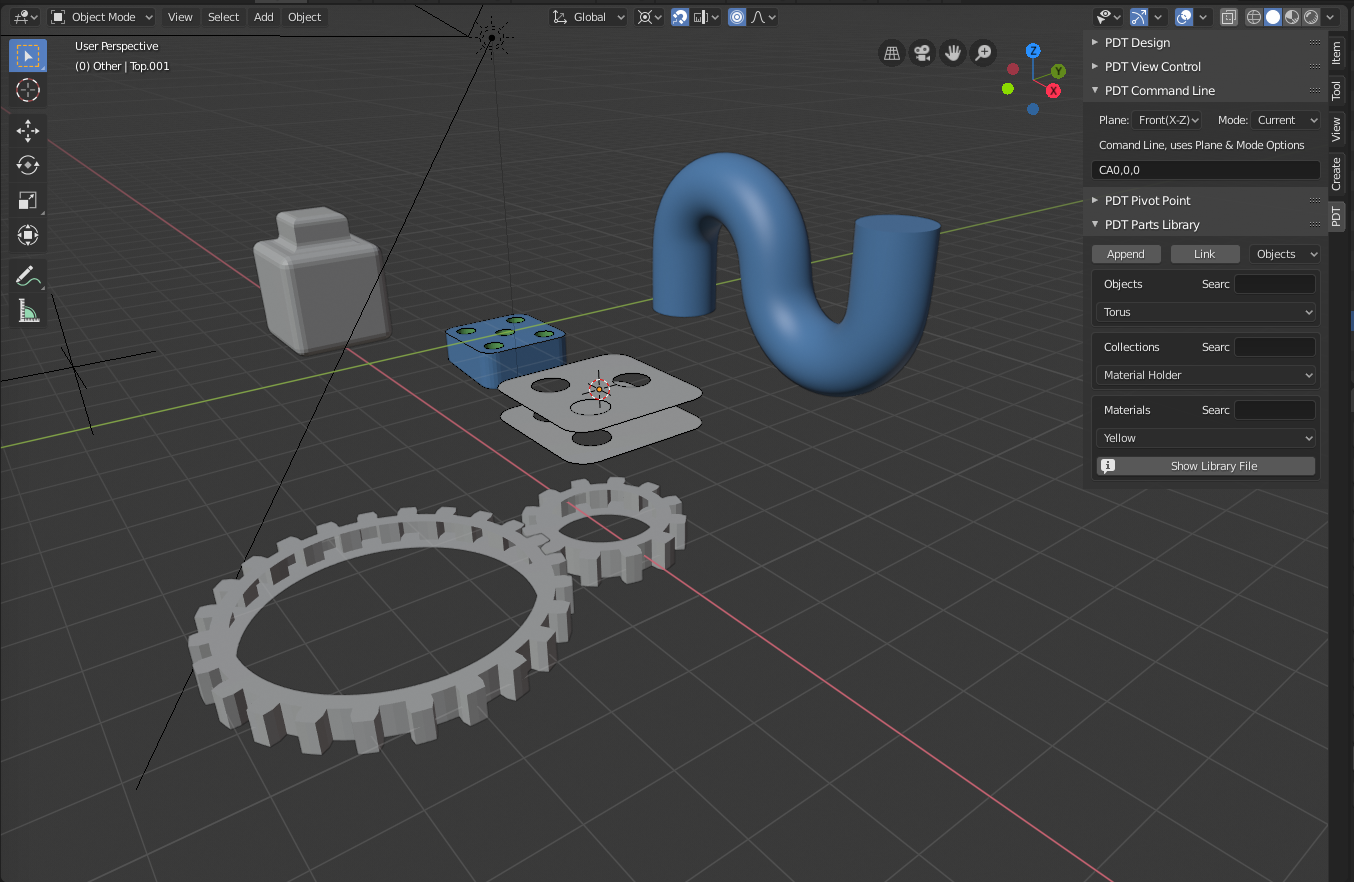 Object Mode View Select Add Object Global
User Perspective
(0) Other | Top.001
Z
Y
X
PDT Design
PDT View Control
PDT Command Line
Plane: Front(X-Z) Mode: Current
Comand Line, uses Plane & Mode Options
CA0,0,0
PDT Pivot Point
PDT Parts Library
Append Link Objects
Objects Searc
Torus
Collections Searc
Material Holder
Materials Searc
Yellow
Show Library File
Item
Tool
View
Create
PDT